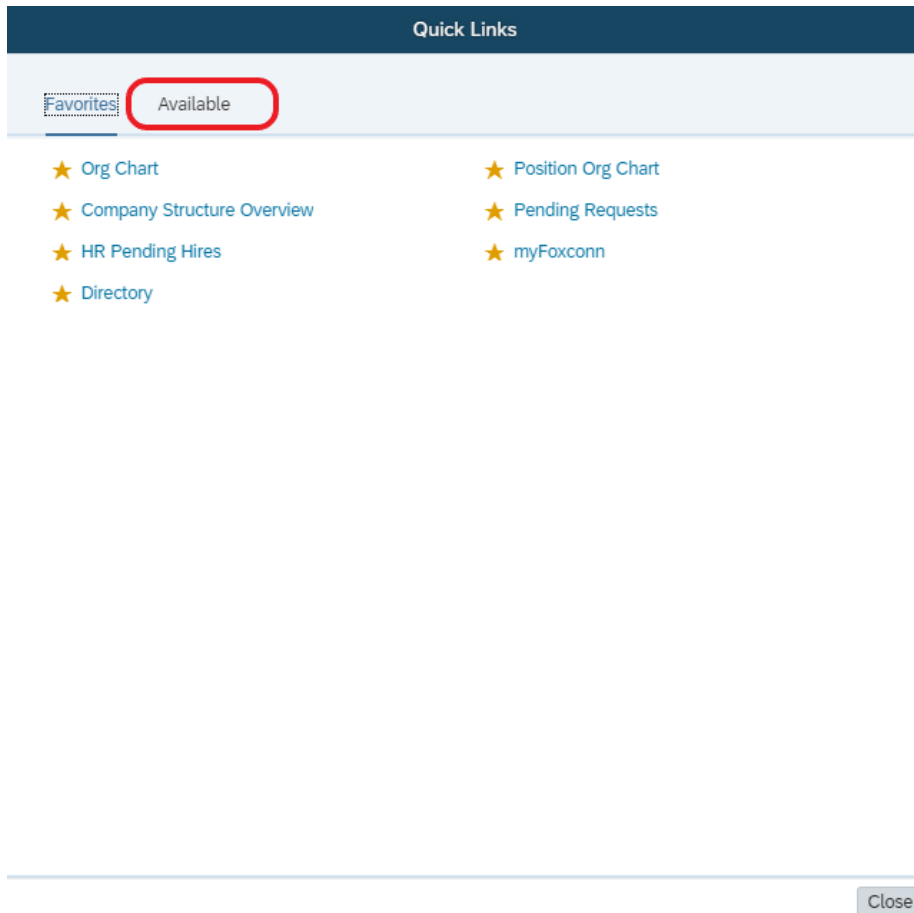 Quick Links
Favorites Available
Org Chart Position Org Chart
Company Structure Overview Pending Requests
HR Pending Hires myFoxconn
Directory
Close